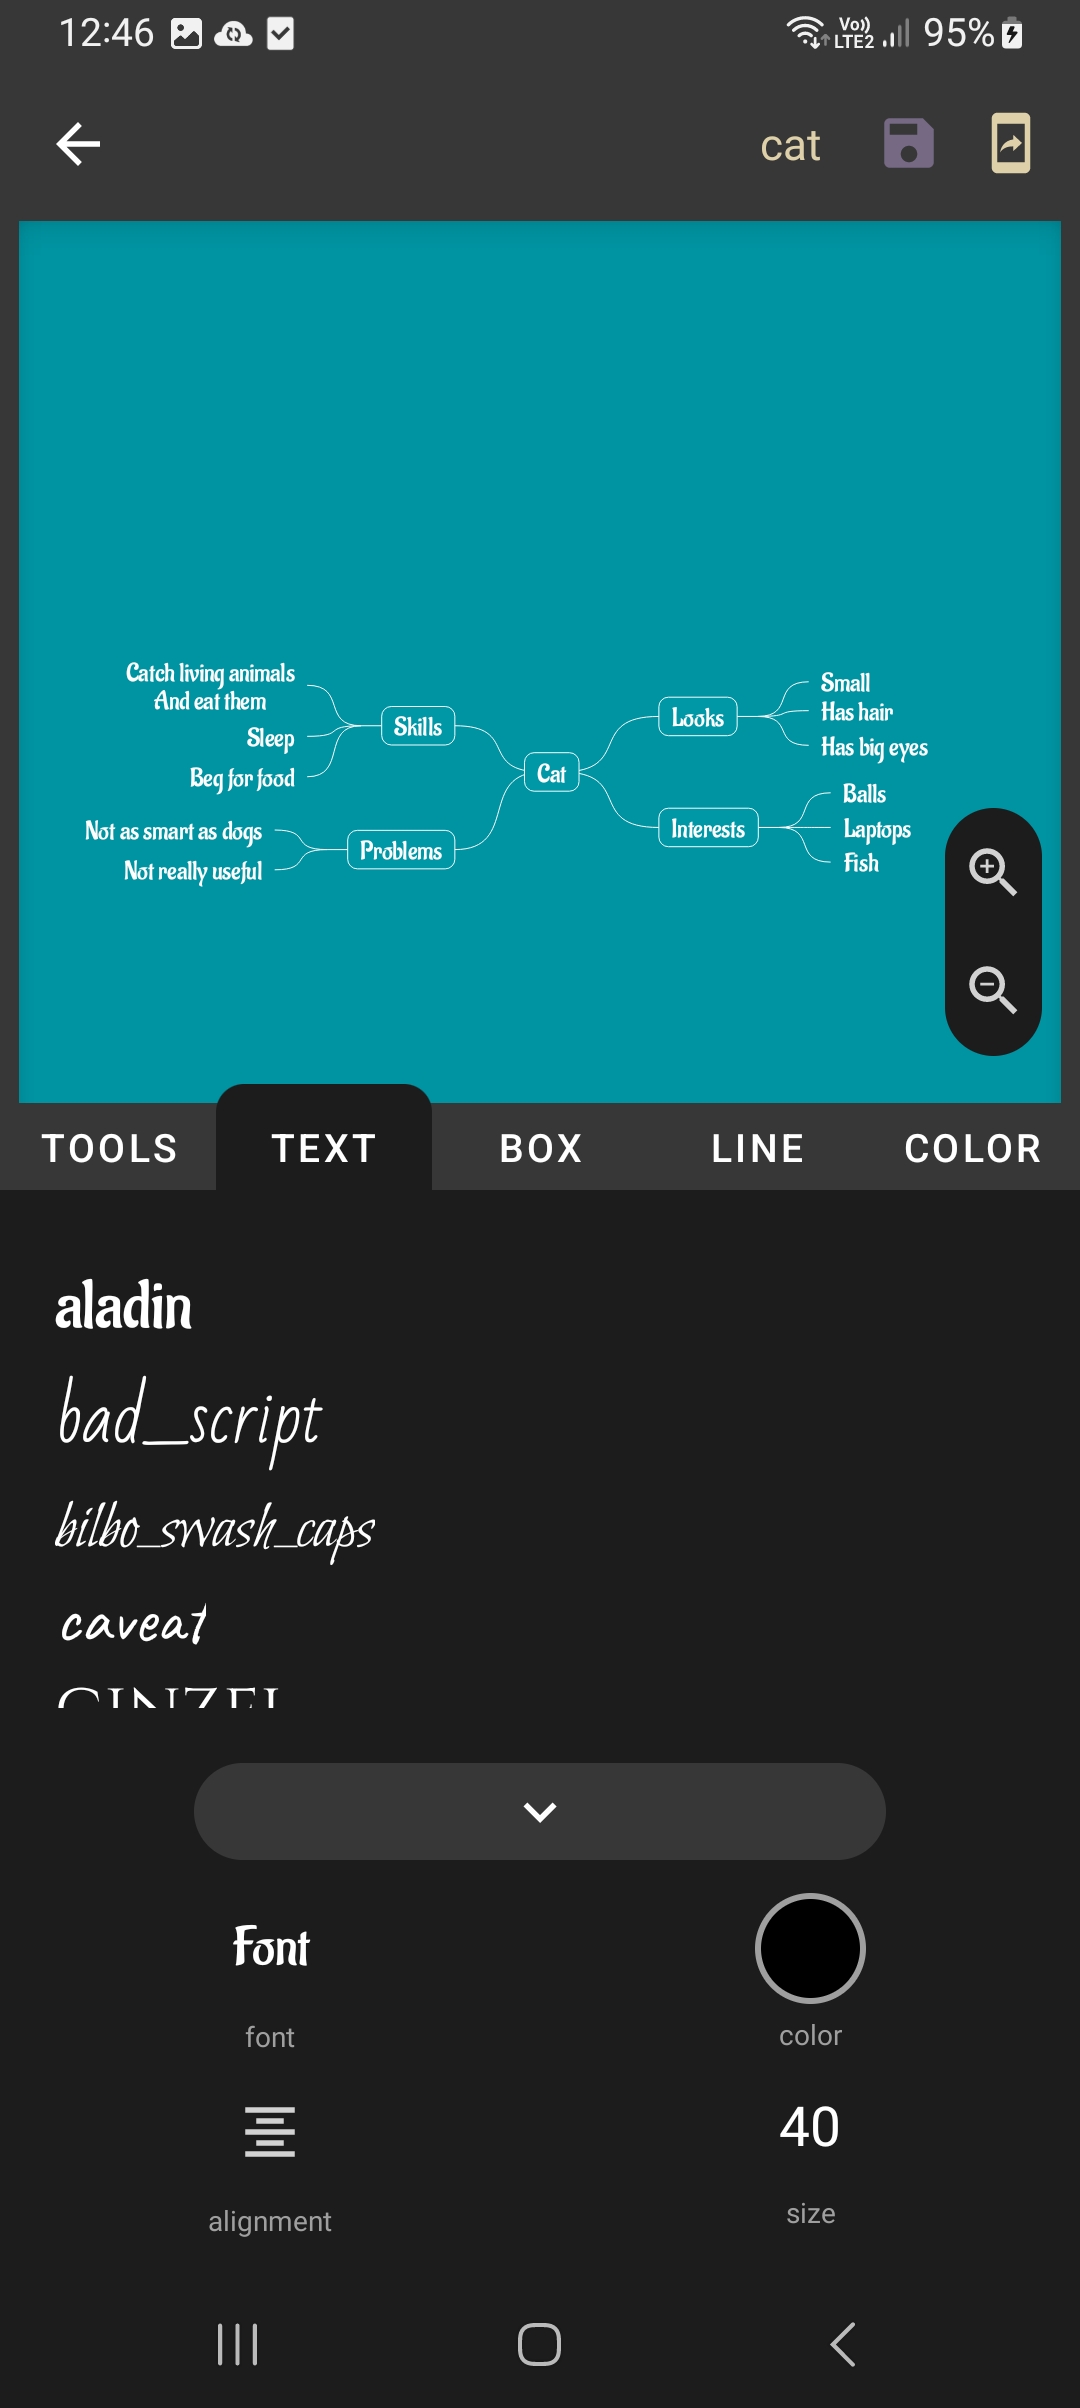 12:46
Vo))
LTE2
95%
cat
Catch living animals
And eat them
Sleep
Beg for food
Skills
Not as smart as dogs
Not really useful
Problems
Cat
Looks
Small
Has hair
Has big eyes
Interests
Balls
Laptops
Fish
TOOLS
TEXT
BOX
LINE
COLOR
aladin
bad_script
bilbo_swash_caps
caveat
CINZEL
Font
font
color
alignment
40
size